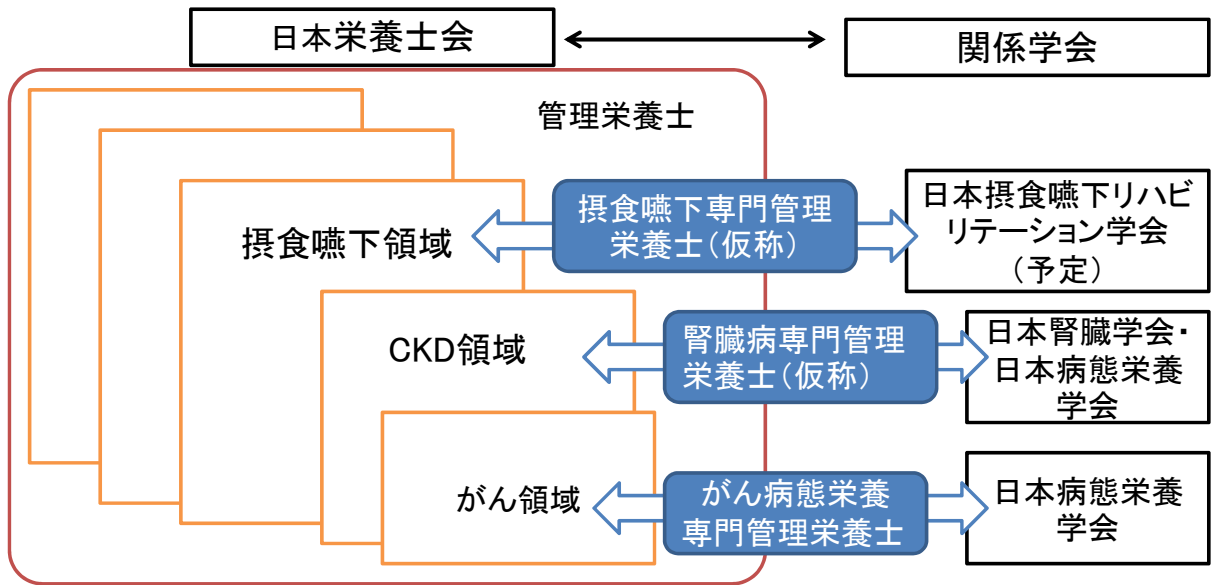 日本栄養士会
関係学会
管理栄養士
摂食嚥下領域
摂食嚥下専門管理
栄養士(仮称)
日本摂食嚥下リハビ
リテーション学会
(予定)
CKD領域
腎臓病専門管理
栄養士(仮称)
日本腎臓学会・
日本病態栄養
学会
がん領域
がん病態栄養
専門管理栄養士
日本病態栄養
学会